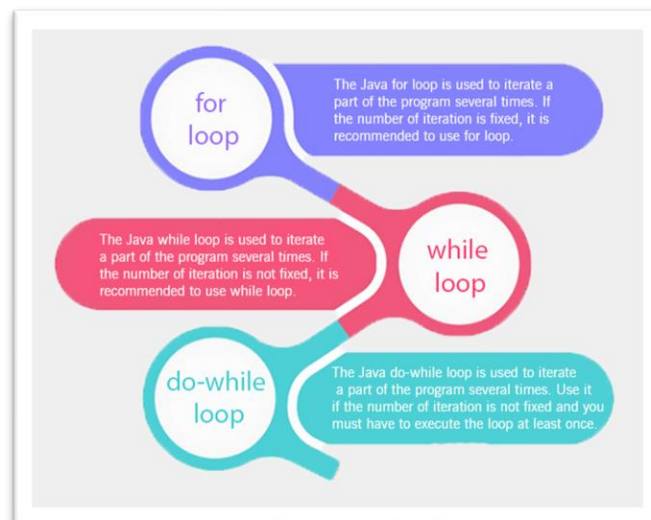 for
loop
The Java for loop is used to iterate a
part of the program several times. If
the number of iteration is fixed, it is
recommended to use for loop.
The Java while loop is used to iterate
a part of the program several times. If
the number of iteration is not fixed, it is
recommended to use while loop.
while
loop
do-while
loop
The Java do-while loop is used to iterate
a part of the program several times. Use it
if the number of iteration is not fixed and you
must have to execute the loop at least once.